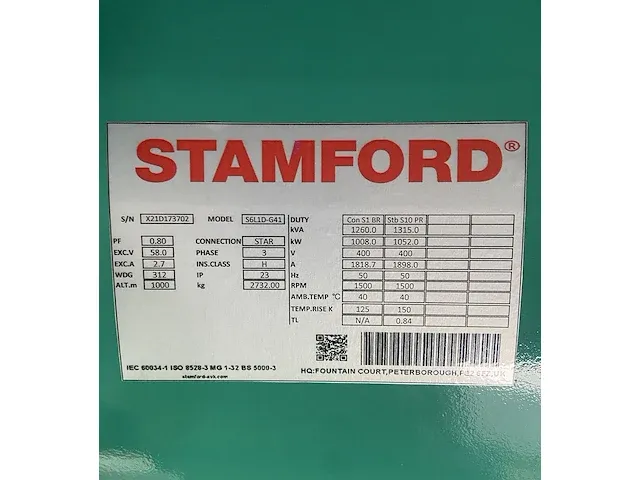 STAMFORD®
S/N X21D173702 MODEL S6L1D-G41 DUTY Con S1 BR Stb S10 PR
kVA 1260.0 1315.0
PF 0.80 CONNECTION STAR kW 1008.0 1052.0
EXC.V 58.0 PHASE 3 V 400 400
EXC.A 2.7 INS.CLASS H A 1818.7 1898.0
WDG 312 IP 23 Hz 50 50
ALT.m 1000 kg 2732.00 RPM 1500 1500
AMB.TEMP °C 40 40
TEMP.RISE K 125 150
TL N/A 0.84
IEC 60034-1 ISO 8528-3 MG 1-32 BS 5000-3
stamford-avk.com
HQ:FOUNTAIN COURT,PETERBOROUGH,